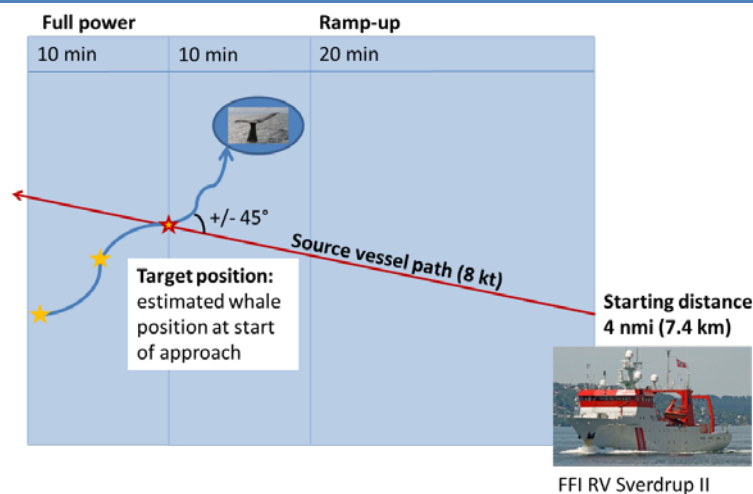 Full power
Ramp-up
10 min
10 min
20 min
+/- 45°
Source vessel path (8 kt)
Target position:
estimated whale
position at start
of approach
Starting distance
4 nmi (7.4 km)
FFI RV Sverdrup II